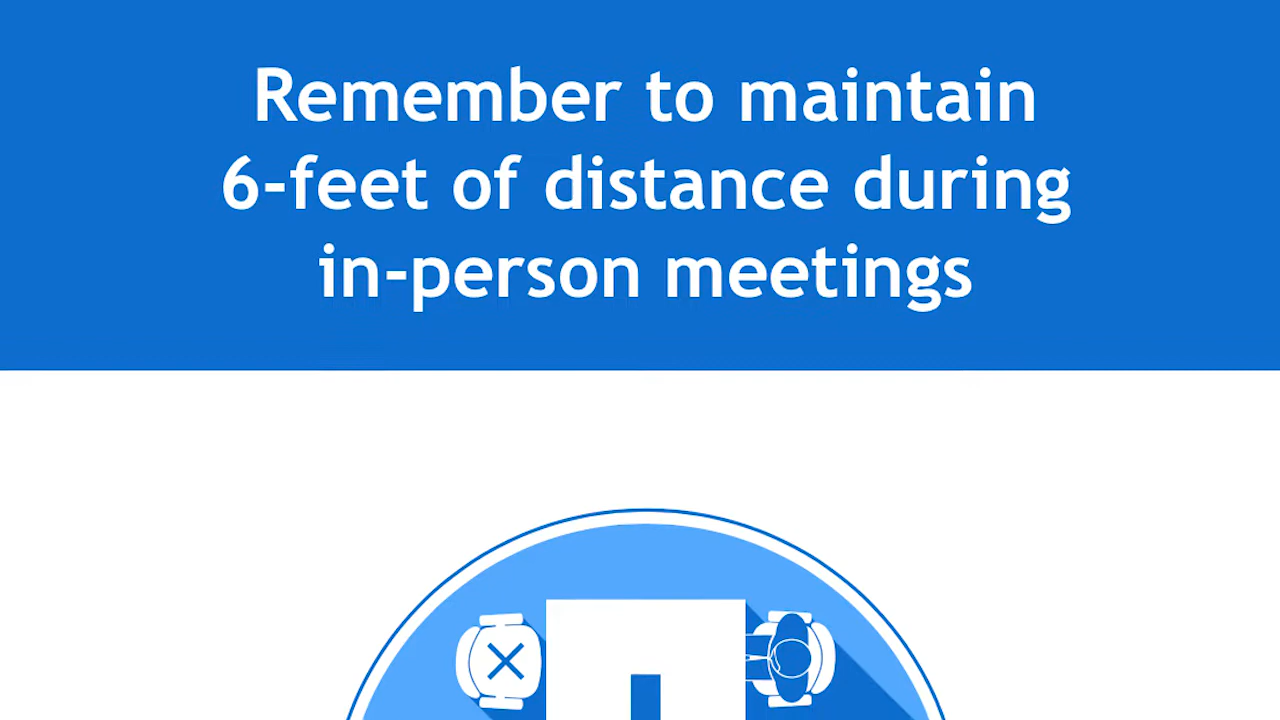 Remember to maintain
6-feet of distance during
in-person meetings